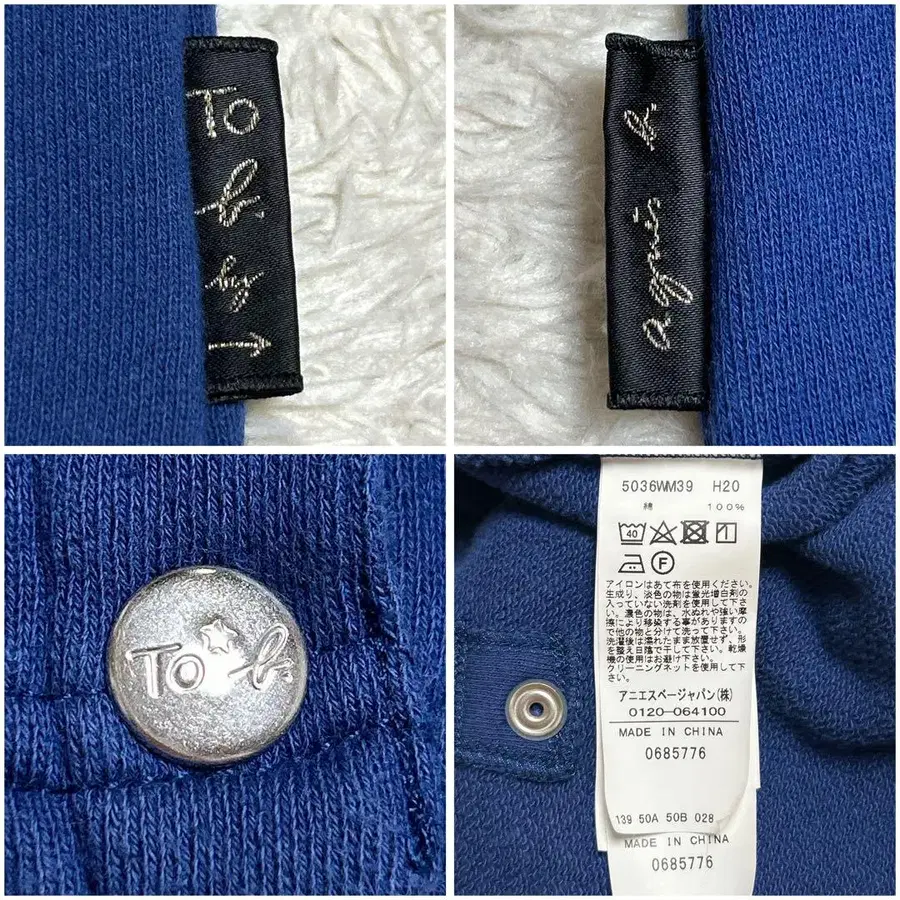 To
b.
by
↑
agnès b.
To b.
5036WM39 H20
綿 100%
40
F
アイロンはあて布を使用ください。
生成り、淡色の物は蛍光増白剤の
入っていない洗剤を使用して下さ
い。濃色の物は、水ぬれや強い摩
擦により移染する事がありますの
で他の物と分けて洗って下さい。
洗濯後は濡れたまま放置せず、形
を整え日陰で干して下さい。乾燥
機の使用はお避け下さい。
クリーニングネットを使用して下
さい。
アニエスベージャパン(株)
0120-064100
MADE IN CHINA
0685776
139 50A 50B 028
MADE IN CHINA
0685776